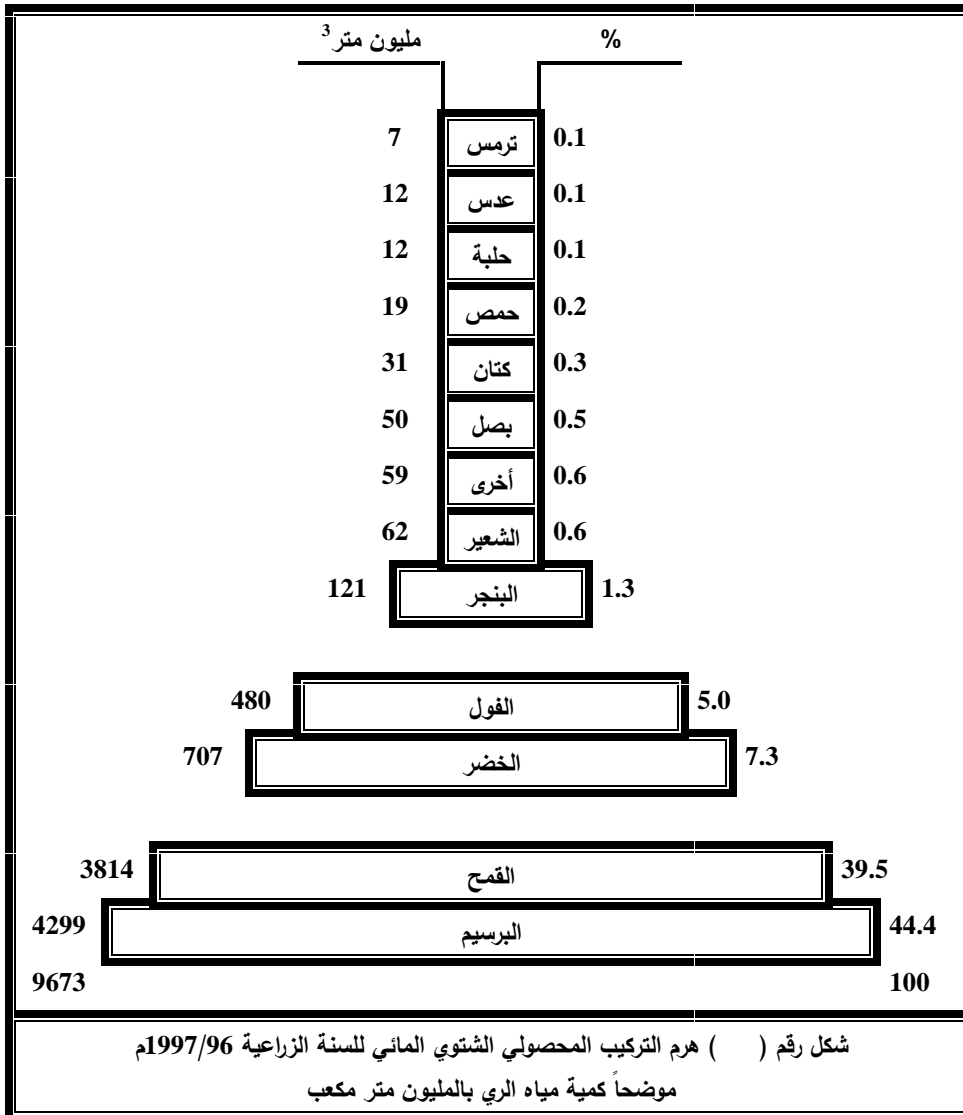 % مليون متر³
0.1 ترمس 7
0.1 عدس 12
0.1 حلبة 12
0.2 حمص 19
0.3 كتان 31
0.5 بصل 50
0.6 أخرى 59
0.6 الشعير 62
1.3 البنجر 121
5.0 الفول 480
7.3 الخضر 707
39.5 القمح 3814
44.4 البرسيم 4299
100 9673
شكل رقم (     ) هرم التركيب المحصولي الشتوي المائي للسنة الزراعية 1997/96م
موضحاً كمية مياه الري بالمليون متر مكعب